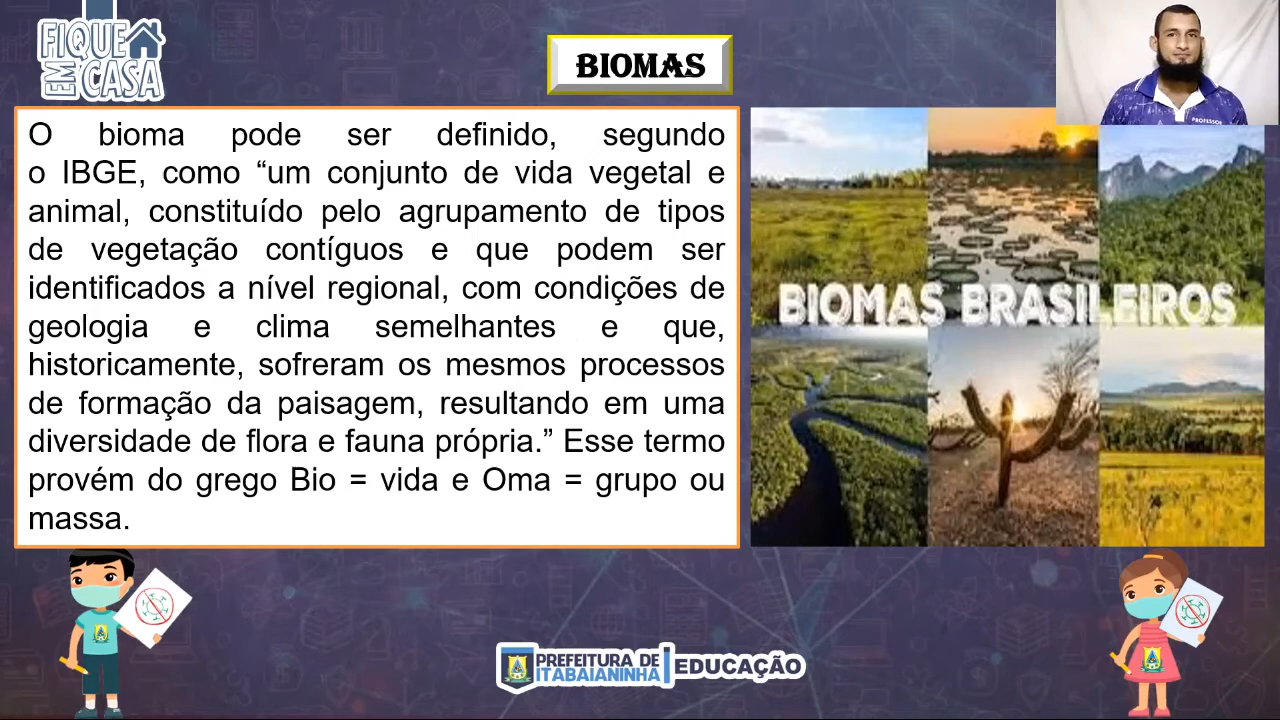 FIQUE
EM
CASA
BIOMAS
PROFESSOR
O bioma pode ser definido, segundo
o IBGE, como “um conjunto de vida vegetal e
animal, constituído pelo agrupamento de tipos
de vegetação contíguos e que podem ser
identificados a nível regional, com condições de
geologia e clima semelhantes e que,
historicamente, sofreram os mesmos processos
de formação da paisagem, resultando em uma
diversidade de flora e fauna própria.” Esse termo
provém do grego Bio = vida e Oma = grupo ou
massa.
BIOMAS BRASILEIROS
PREFEITURA DE
ITABAIANINHA
EDUCAÇÃO